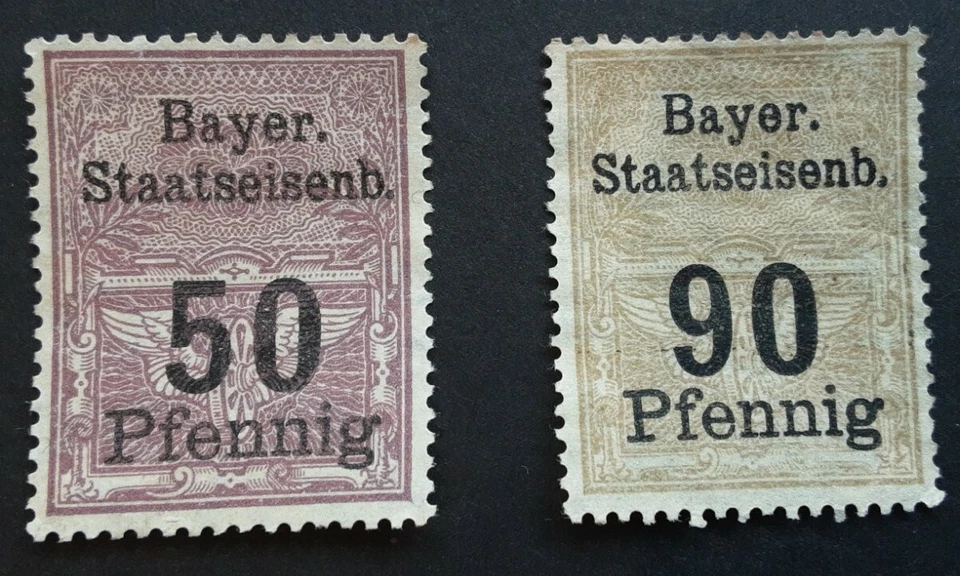 Bayer.
Staatseisenb.
50
Pfennig
Bayer.
Staatseisenb.
90
Pfennig